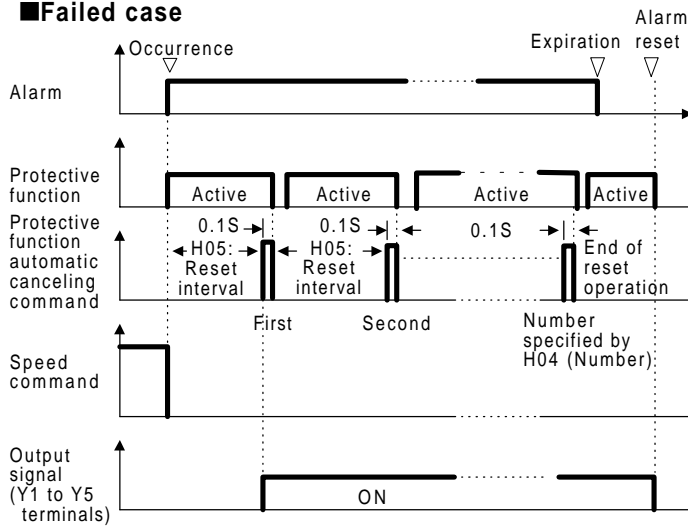 ■Failed case
Alarm
reset
Occurrence
Expiration
Alarm
Protective
function
Active
Active
Active
Active
Protective
function
automatic
canceling
command
0.1S
0.1S
0.1S
H05:
Reset
interval
H05:
Reset
interval
End of
reset
operation
First
Second
Number
specified by
H04 (Number)
Speed
command
Output
signal
(Y1 to Y5
terminals)
ON